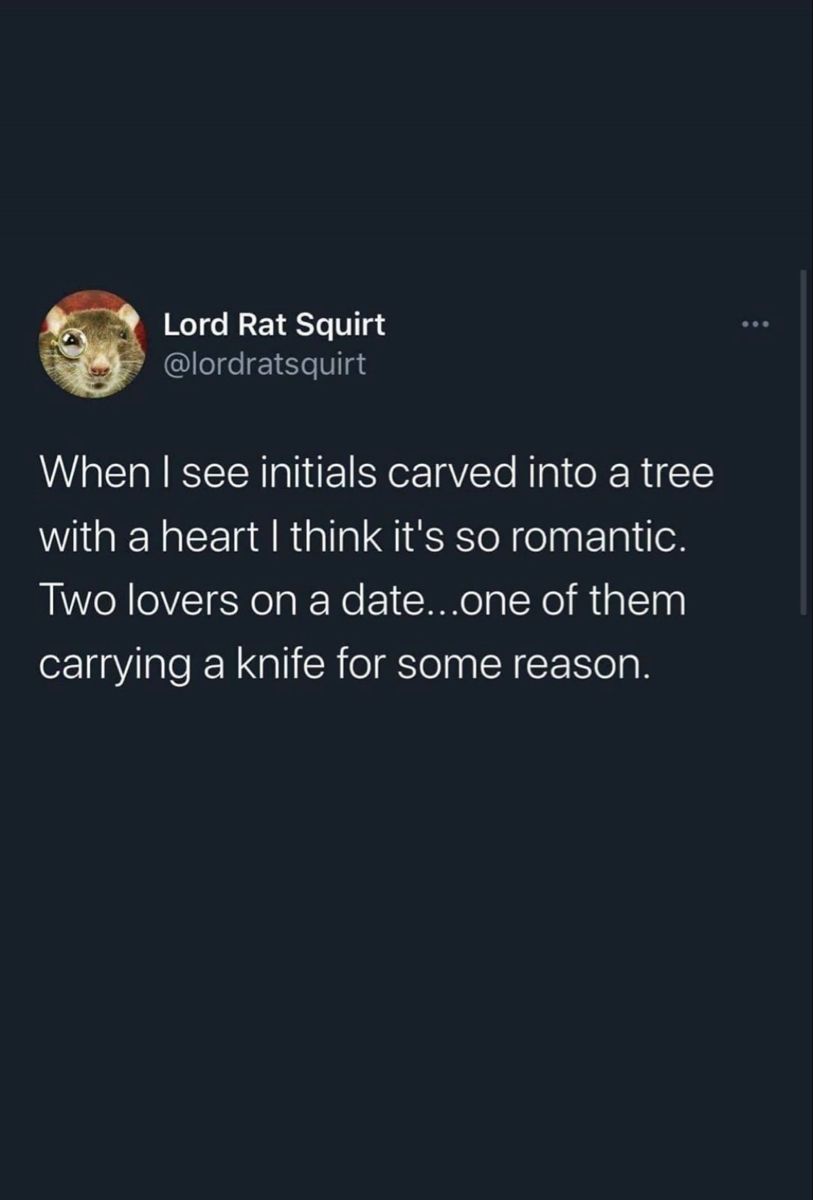 Lord Rat Squirt
@lordratsquirt
When I see initials carved into a tree
with a heart I think it's so romantic.
Two lovers on a date...one of them
carrying a knife for some reason.